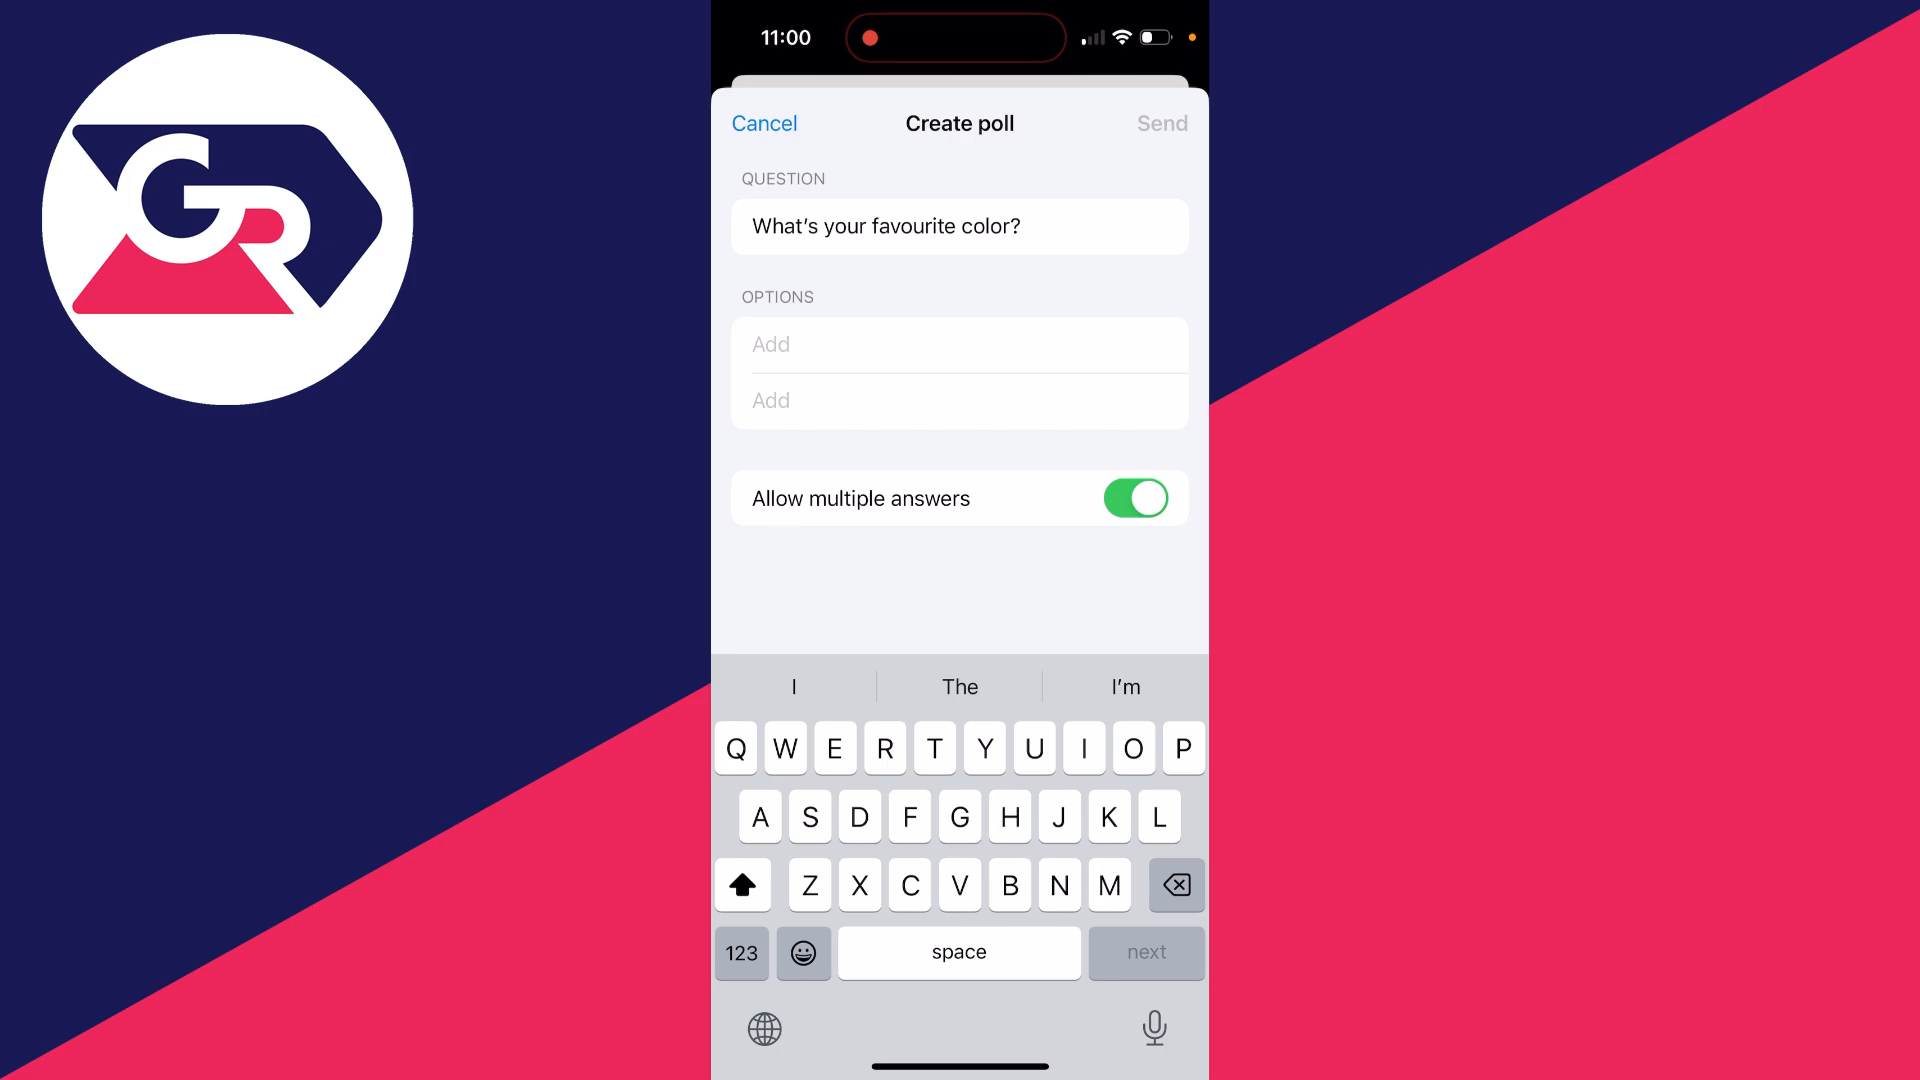 GR
11:00
Cancel Create poll Send
QUESTION
What's your favourite color?
OPTIONS
Add
Add
Allow multiple answers
I The I'm
Q W E R T Y U I O P
A S D F G H J K L
Z X C V B N M
123 space next